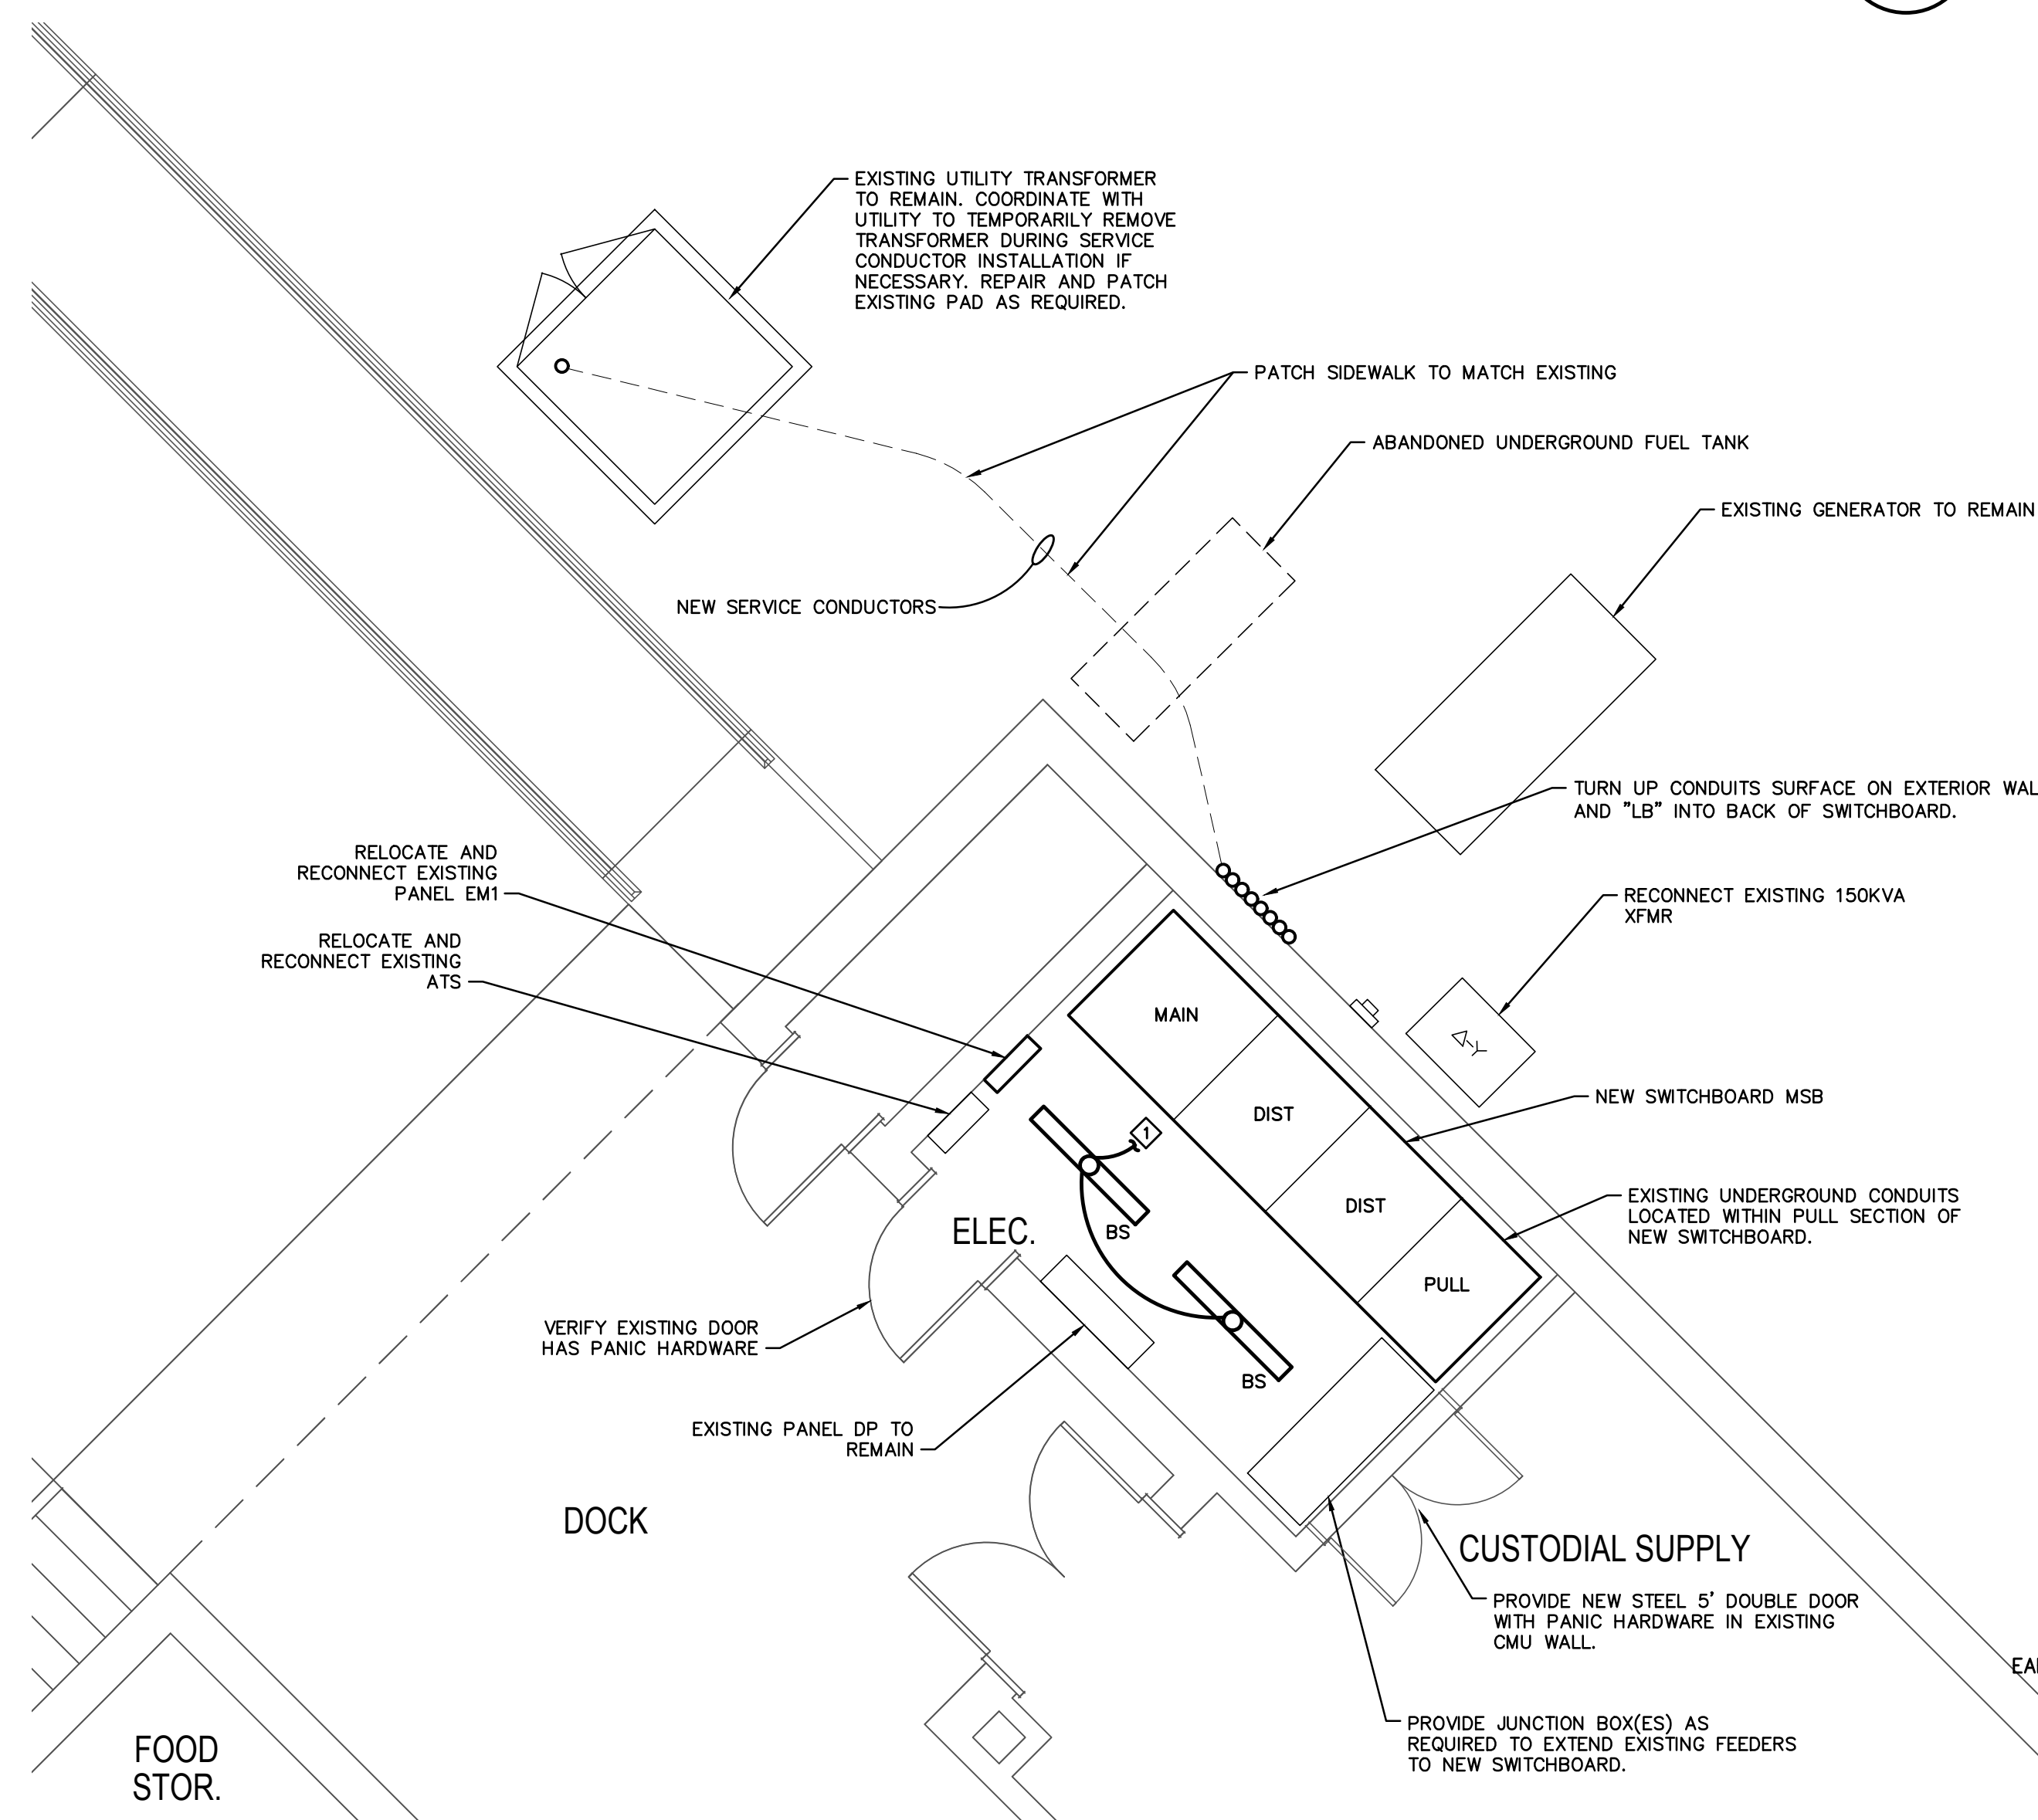 EXISTING UTILITY TRANSFORMER
TO REMAIN. COORDINATE WITH
UTILITY TO TEMPORARILY REMOVE
TRANSFORMER DURING SERVICE
CONDUCTOR INSTALLATION IF
NECESSARY. REPAIR AND PATCH
EXISTING PAD AS REQUIRED.
PATCH SIDEWALK TO MATCH EXISTING
ABANDONED UNDERGROUND FUEL TANK
EXISTING GENERATOR TO REMAIN
NEW SERVICE CONDUCTORS
TURN UP CONDUITS SURFACE ON EXTERIOR WAL
AND "LB" INTO BACK OF SWITCHBOARD.
RELOCATE AND
RECONNECT EXISTING
PANEL EM1
RECONNECT EXISTING 150KVA
XFMR
RELOCATE AND
RECONNECT EXISTING
ATS
MAIN
DIST
DIST
PULL
NEW SWITCHBOARD MSB
1
EXISTING UNDERGROUND CONDUITS
LOCATED WITHIN PULL SECTION OF
NEW SWITCHBOARD.
ELEC.
BS
BS
VERIFY EXISTING DOOR
HAS PANIC HARDWARE
EXISTING PANEL DP TO
REMAIN
DOCK
CUSTODIAL SUPPLY
PROVIDE NEW STEEL 5' DOUBLE DOOR
WITH PANIC HARDWARE IN EXISTING
CMU WALL.
EA
PROVIDE JUNCTION BOX(ES) AS
REQUIRED TO EXTEND EXISTING FEEDERS
TO NEW SWITCHBOARD.
FOOD
STOR.